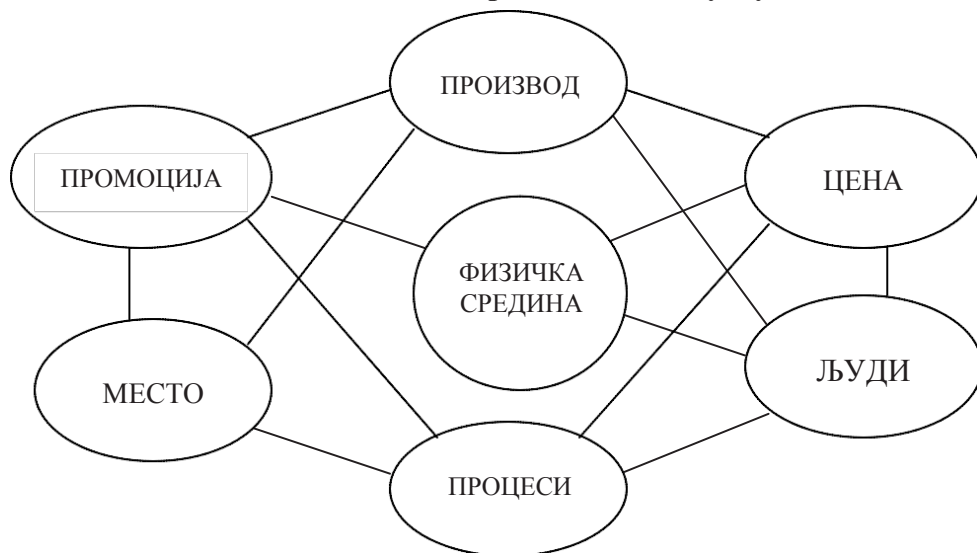 ПРОИЗВОД
ПРОМОЦИЈА
ЦЕНА
ФИЗИЧКА
СРЕДИНА
МЕСТО
ЉУДИ
ПРОЦЕСИ